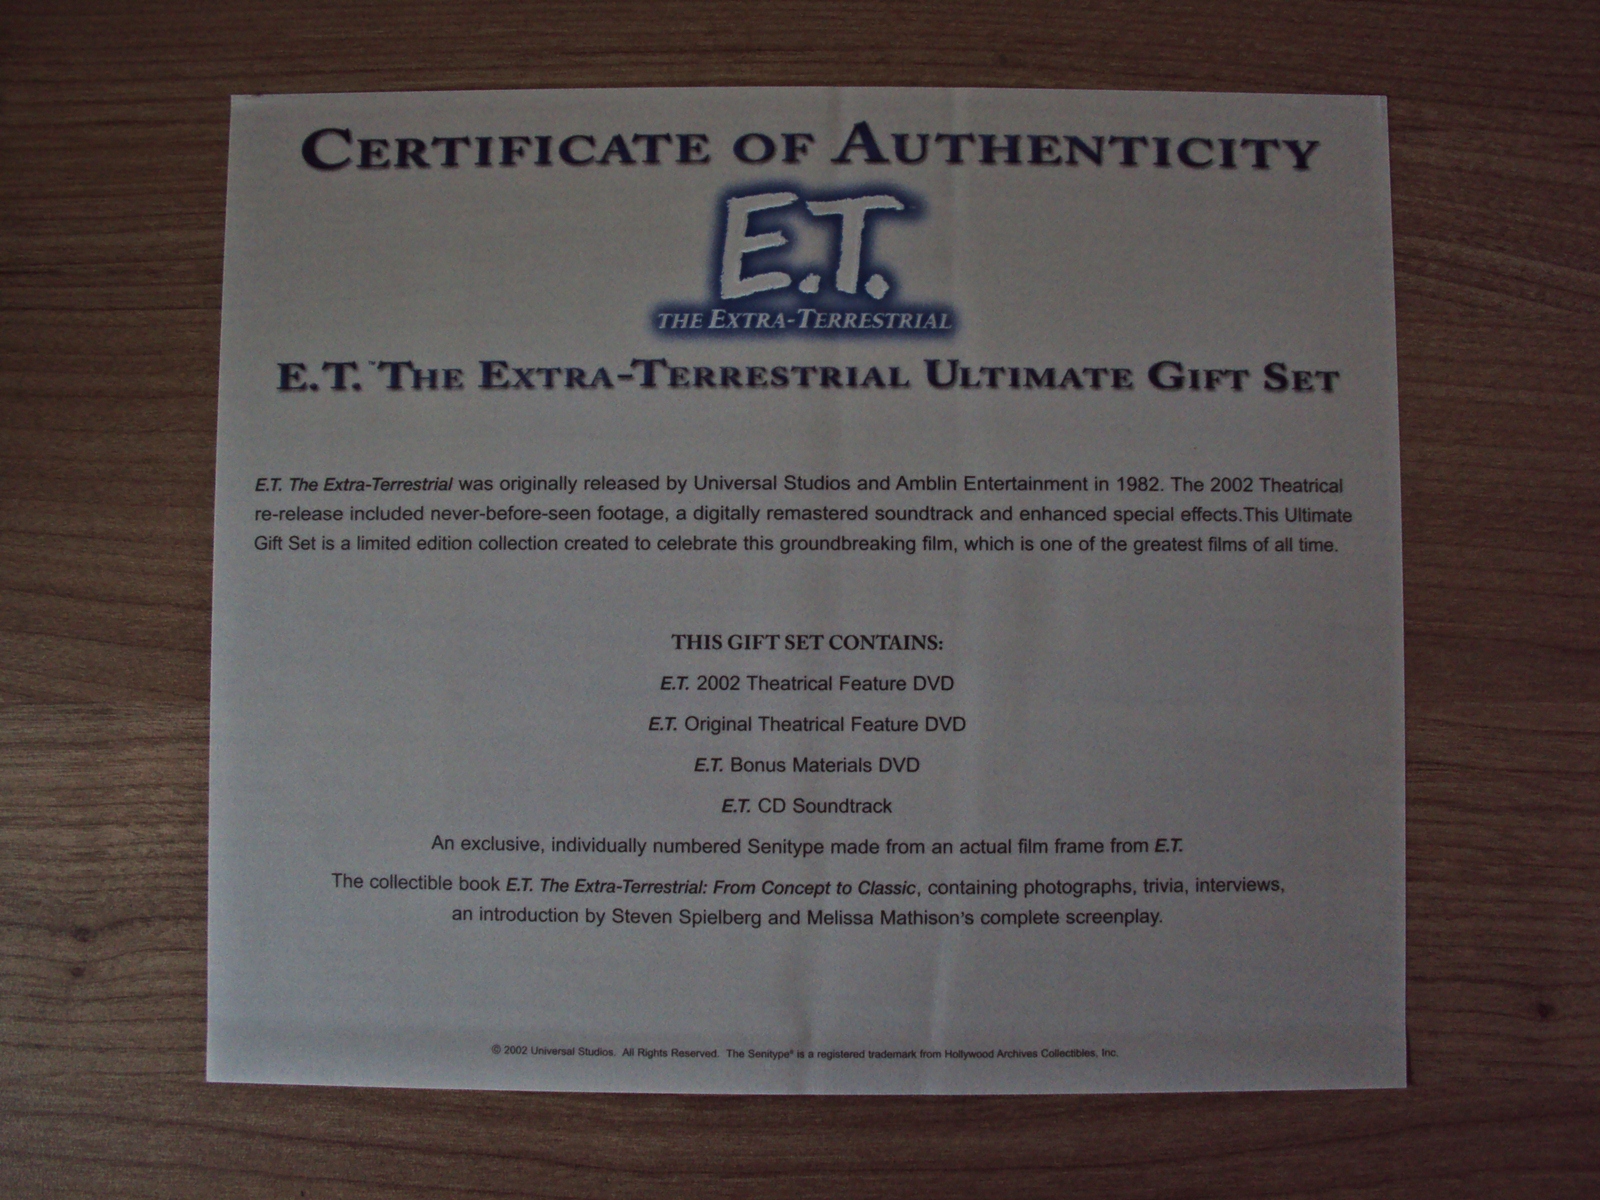 CERTIFICATE OF AUTHENTICITY
E.T.
THE EXTRA-TERRESTRIAL
E.T.™ THE EXTRA-TERRESTRIAL ULTIMATE GIFT SET
E.T. The Extra-Terrestrial was originally released by Universal Studios and Amblin Entertainment in 1982. The 2002 Theatrical
re-release included never-before-seen footage, a digitally remastered soundtrack and enhanced special effects.This Ultimate
Gift Set is a limited edition collection created to celebrate this groundbreaking film, which is one of the greatest films of all time.
THIS GIFT SET CONTAINS:
E.T. 2002 Theatrical Feature DVD
E.T. Original Theatrical Feature DVD
E.T. Bonus Materials DVD
E.T. CD Soundtrack
An exclusive, individually numbered Senitype made from an actual film frame from E.T.
The collectible book E.T. The Extra-Terrestrial: From Concept to Classic, containing photographs, trivia, interviews,
an introduction by Steven Spielberg and Melissa Mathison's complete screenplay.
© 2002 Universal Studios. All Rights Reserved. The Senitype® is a registered trademark from Hollywood Archives Collectibles, Inc.